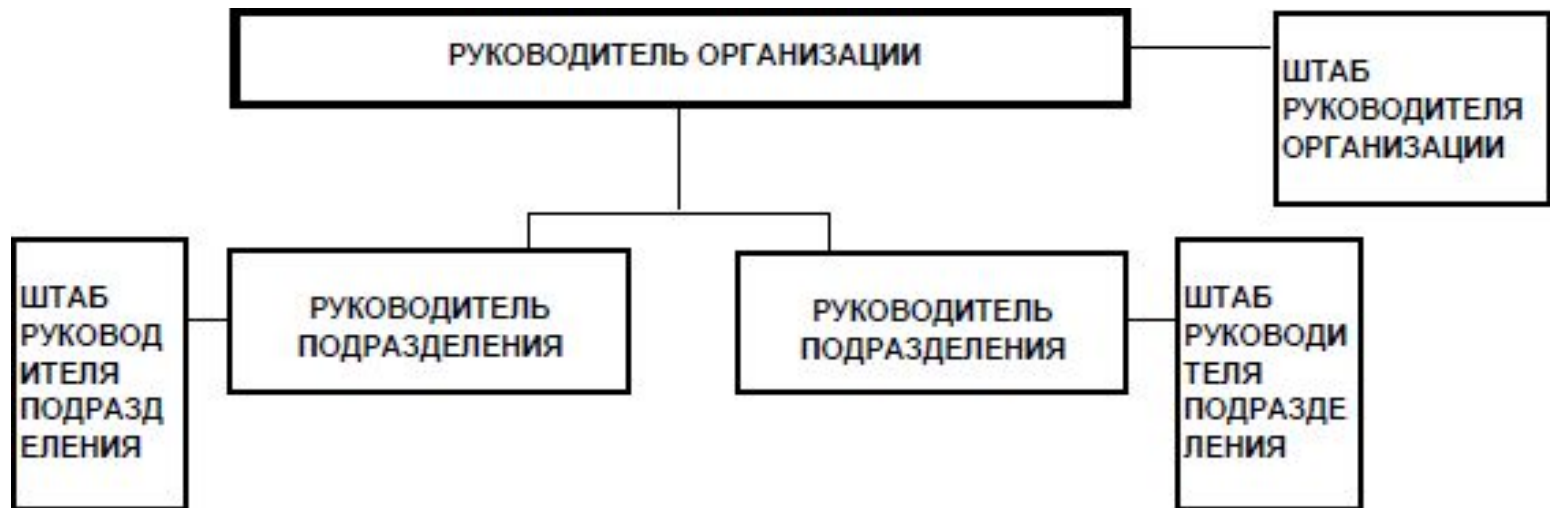 РУКОВОДИТЕЛЬ ОРГАНИЗАЦИИ
ШТАБ
РУКОВОДИТЕЛЯ
ОРГАНИЗАЦИИ
ШТАБ
РУКОВОД
ИТЕЛЯ
ПОДРАЗД
ЕЛЕНИЯ
РУКОВОДИТЕЛЬ
ПОДРАЗДЕЛЕНИЯ
РУКОВОДИТЕЛЬ
ПОДРАЗДЕЛЕНИЯ
ШТАБ
РУКОВОДИ
ТЕЛЯ
ПОДРАЗДЕ
ЛЕНИЯ